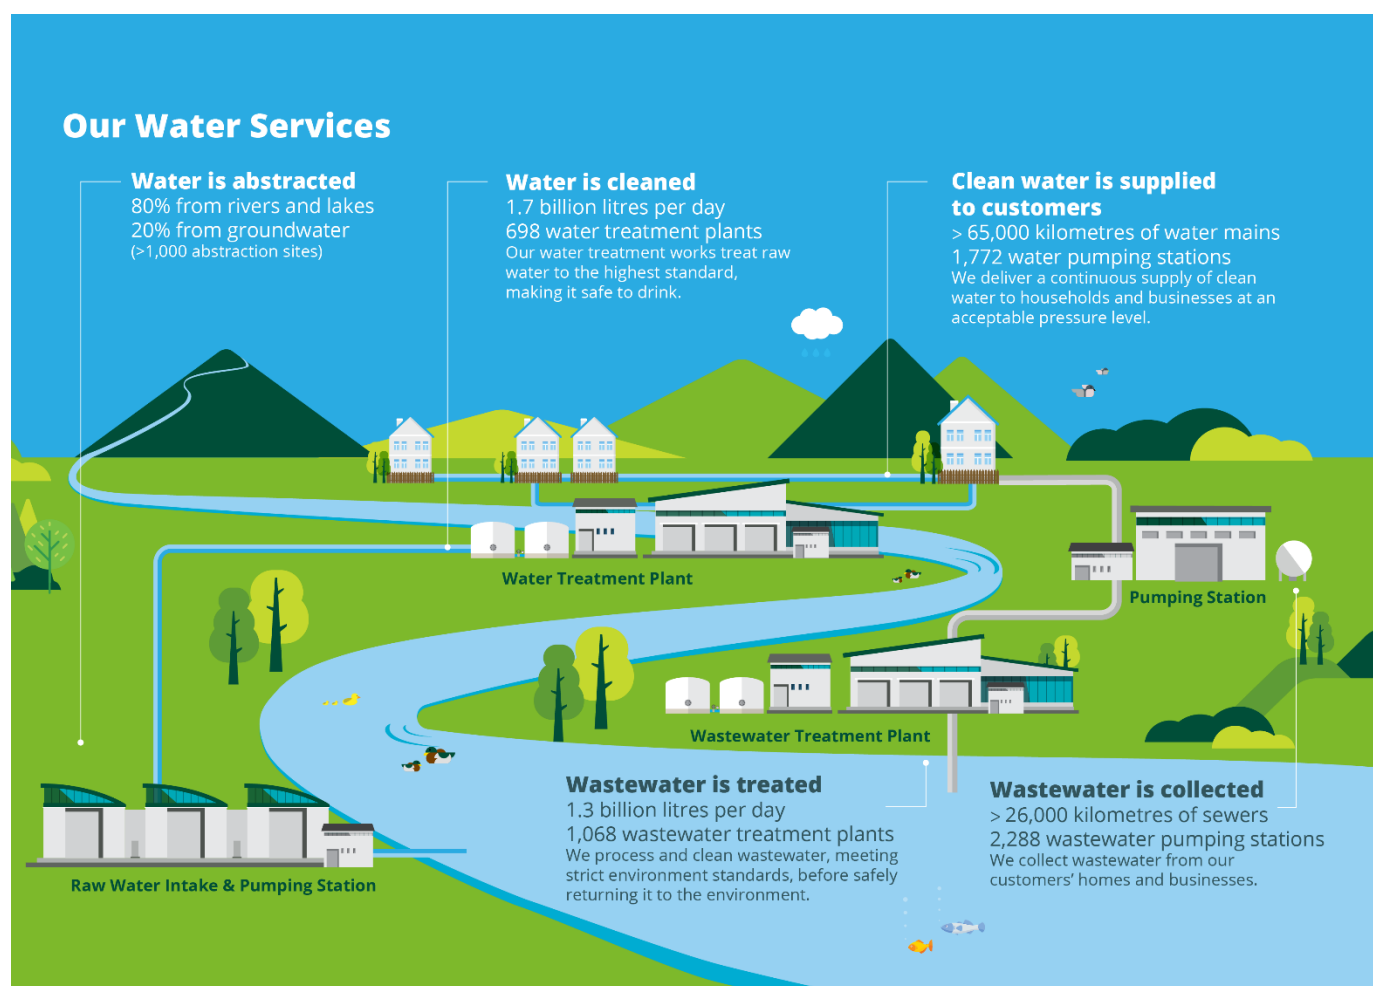 Our Water Services
Water is abstracted
80% from rivers and lakes
20% from groundwater
(>1,000 abstraction sites)
Water is cleaned
1.7 billion litres per day
698 water treatment plants
Our water treatment works treat raw
water to the highest standard,
making it safe to drink.
Clean water is supplied
to customers
> 65,000 kilometres of water mains
1,772 water pumping stations
We deliver a continuous supply of clean
water to households and businesses at an
acceptable pressure level.
Water Treatment Plant
Pumping Station
Wastewater Treatment Plant
Wastewater is treated
1.3 billion litres per day
1,068 wastewater treatment plants
We process and clean wastewater, meeting
strict environment standards, before safely
returning it to the environment.
Wastewater is collected
> 26,000 kilometres of sewers
2,288 wastewater pumping stations
We collect wastewater from our
customers’ homes and businesses.
Raw Water Intake & Pumping Station